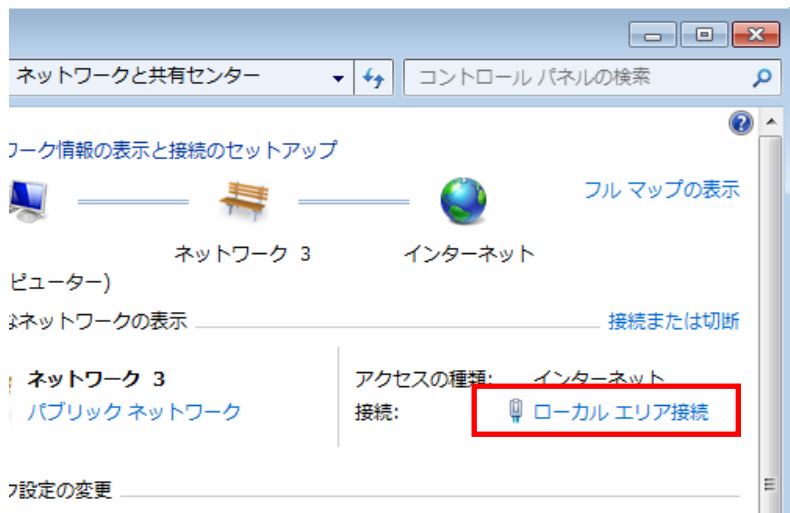 ネットワークと共有センター
コントロール パネルの検索
ワーク情報の表示と接続のセットアップ
フル マップの表示
ネットワーク 3
インターネット
ピューター)
なネットワークの表示
接続または切断
ネットワーク 3
アクセスの種類: インターネット
パブリック ネットワーク
接続: ローカル エリア接続
ク設定の変更